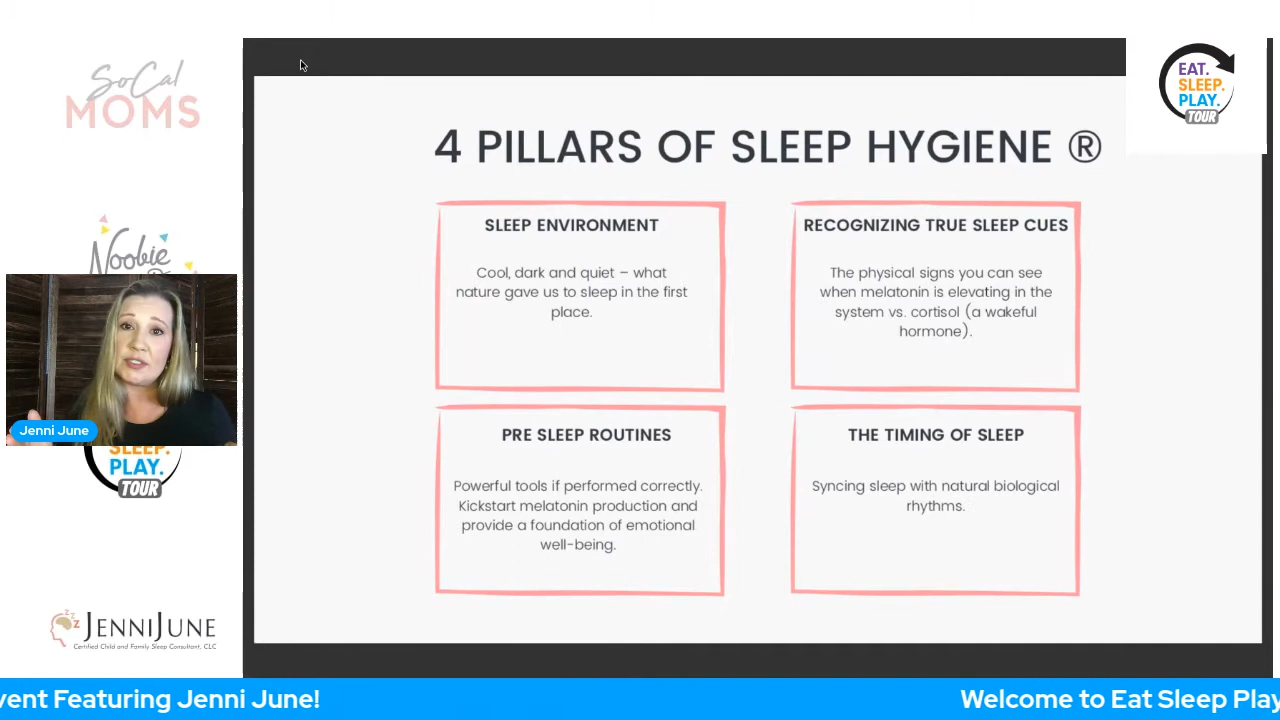 SoCal
MOMS
Noobie
Jenni June
SLEEP.
PLAY.
TOUR
JENNIJUNE
Certified Child and Family Sleep Consultant, CLC
EAT.
SLEEP.
PLAY.
TOUR
4 PILLARS OF SLEEP HYGIENE ®
SLEEP ENVIRONMENT
Cool, dark and quiet – what
nature gave us to sleep in the first
place.
RECOGNIZING TRUE SLEEP CUES
The physical signs you can see
when melatonin is elevating in the
system vs. cortisol (a wakeful
hormone).
PRE SLEEP ROUTINES
Powerful tools if performed correctly.
Kickstart melatonin production and
provide a foundation of emotional
well-being.
THE TIMING OF SLEEP
Syncing sleep with natural biological
rhythms.
vent Featuring Jenni June!
Welcome to Eat Sleep Play